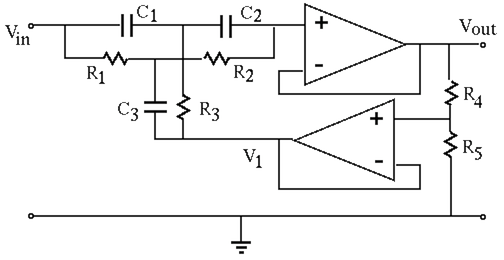 C1 C2
Vin
Vout
+
-
R1 R2
C3 R3
R4
+
V1
-
R5